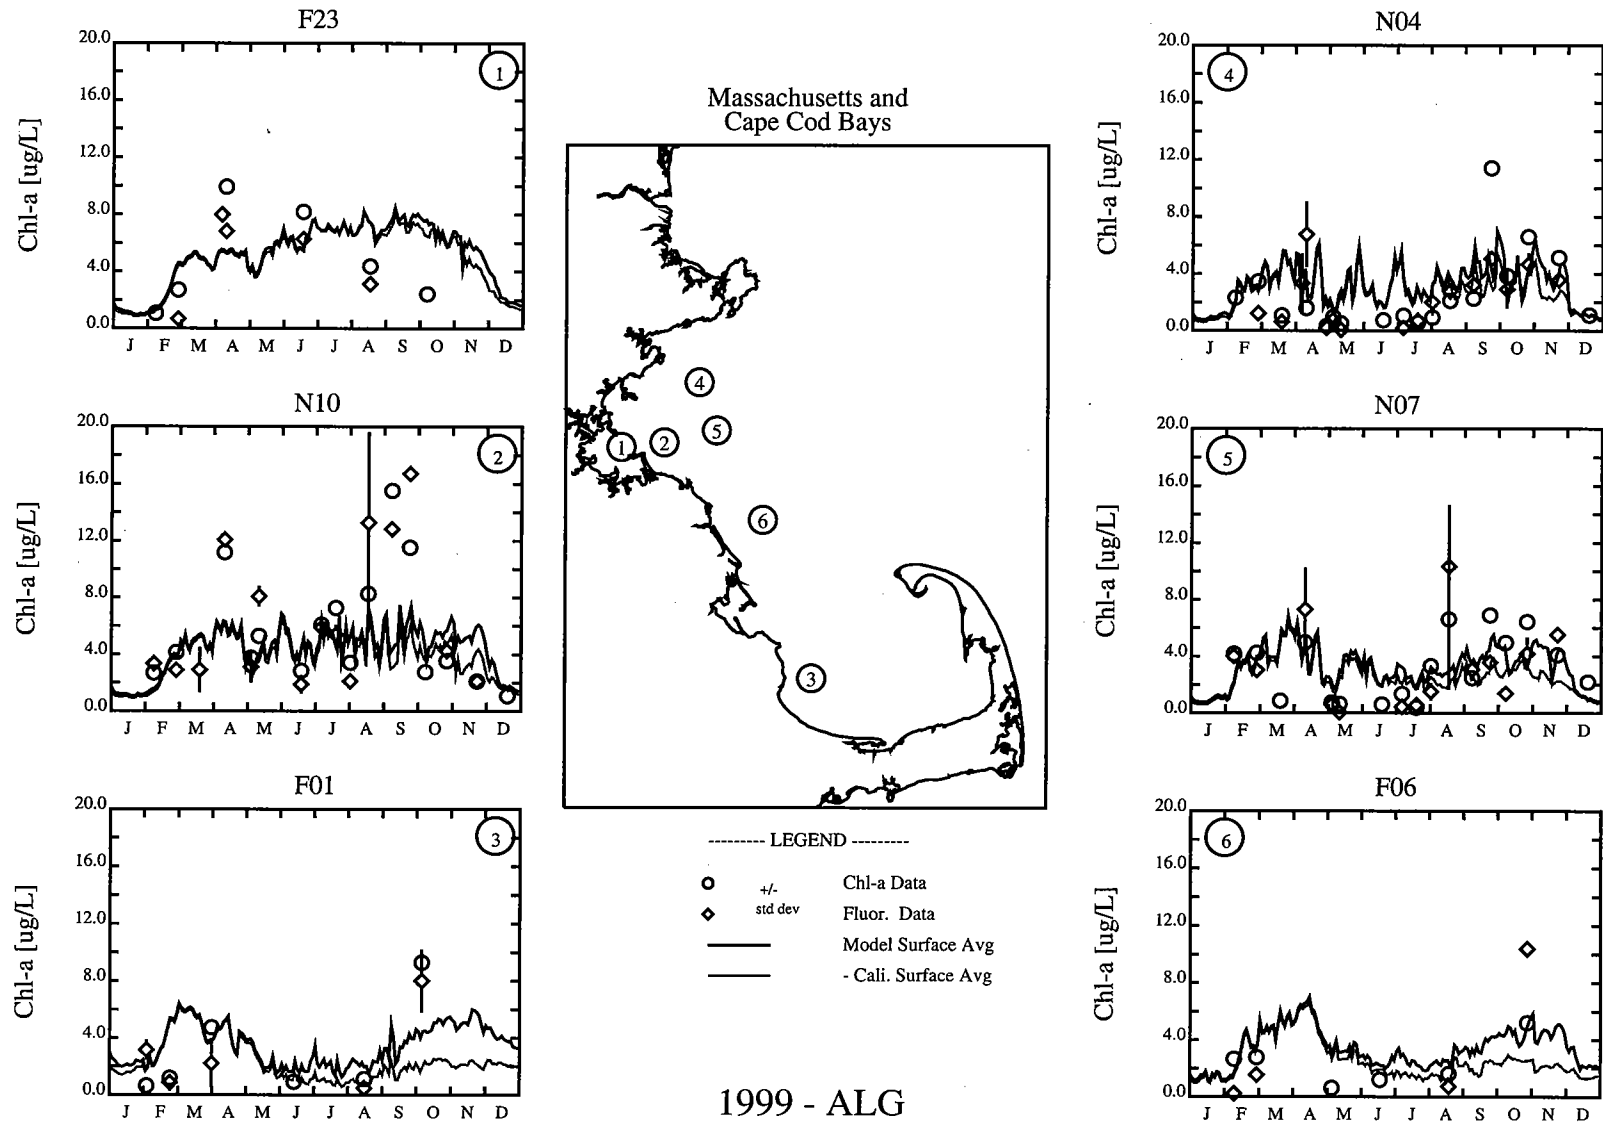 F23
20.0
16.0
12.0
8.0
4.0
0.0
Chl-a [ug/L]
1
J F M A M J J A S O N D
N10
20.0
16.0
12.0
8.0
4.0
0.0
Chl-a [ug/L]
2
J F M A M J J A S O N D
F01
20.0
16.0
12.0
8.0
4.0
0.0
Chl-a [ug/L]
3
J F M A M J J A S O N D
Massachusetts and
Cape Cod Bays
4
5
1
2
6
3
--------- LEGEND ---------
+/-
std dev
Chl-a Data
Fluor. Data
Model Surface Avg
- Cali. Surface Avg
1999 - ALG
N04
20.0
16.0
12.0
8.0
4.0
0.0
Chl-a [ug/L]
4
J F M A M J J A S O N D
N07
20.0
16.0
12.0
8.0
4.0
0.0
Chl-a [ug/L]
5
J F M A M J J A S O N D
F06
20.0
16.0
12.0
8.0
4.0
0.0
Chl-a [ug/L]
6
J F M A M J J A S O N D